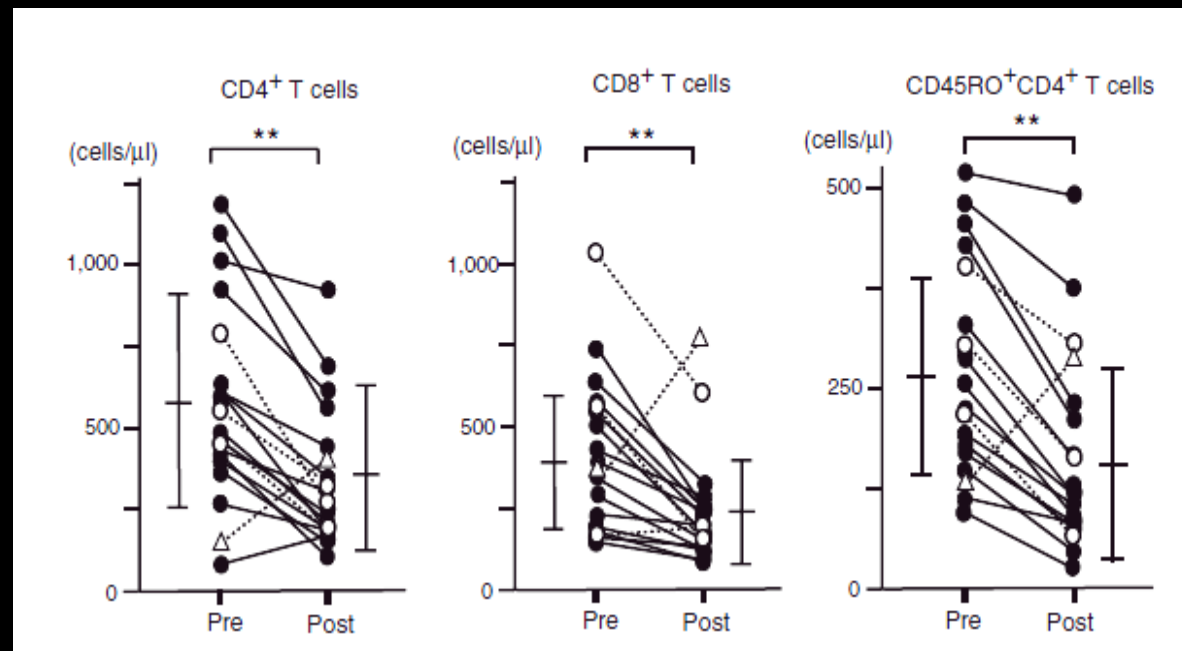 CD4+ T cells
**
(cells/μl)
1,000
500
0
Pre Post
CD8+ T cells
**
(cells/μl)
1,000
500
0
Pre Post
CD45RO+CD4+ T cells
**
(cells/μl)
500
250
0
Pre Post